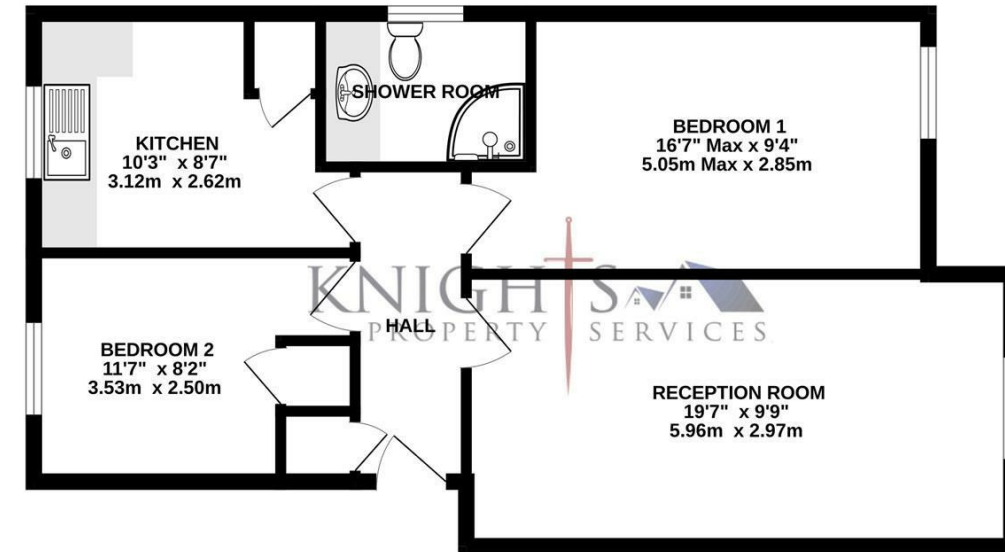 SHOWER ROOM
KITCHEN
10'3" x 8'7"
3.12m x 2.62m
BEDROOM 1
16'7" Max x 9'4"
5.05m Max x 2.85m
KNIGHTS
PROPERTY SERVICES
HALL
BEDROOM 2
11'7" x 8'2"
3.53m x 2.50m
RECEPTION ROOM
19'7" x 9'9"
5.96m x 2.97m